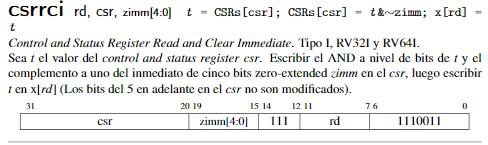 csrrci rd, csr, zimm[4:0] t = CSRs[csr]; CSRs[csr] = t&∼zimm; x[rd] =
t
Control and Status Register Read and Clear Immediate. Tipo I, RV32I y RV64I.
Sea t el valor del control and status register csr. Escribir el AND a nivel de bits de t y el
complemento a uno del inmediato de cinco bits zero-extended zimm en el csr, luego escribir
t en x[rd] (Los bits del 5 en adelante en el csr no son modificados).
31 20 19 15 14 12 11 7 6 0
csr zimm[4:0] 111 rd 1110011